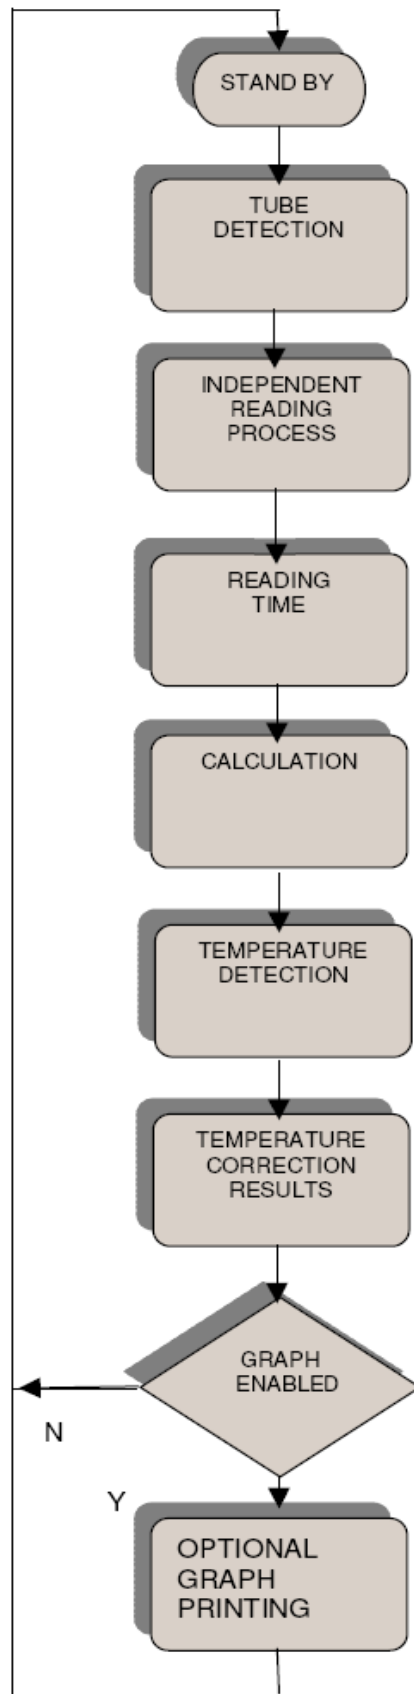 STAND BY
TUBE
DETECTION
INDEPENDENT
READING
PROCESS
READING
TIME
CALCULATION
TEMPERATURE
DETECTION
TEMPERATURE
CORRECTION
RESULTS
GRAPH
ENABLED
N
Y
OPTIONAL
GRAPH
PRINTING